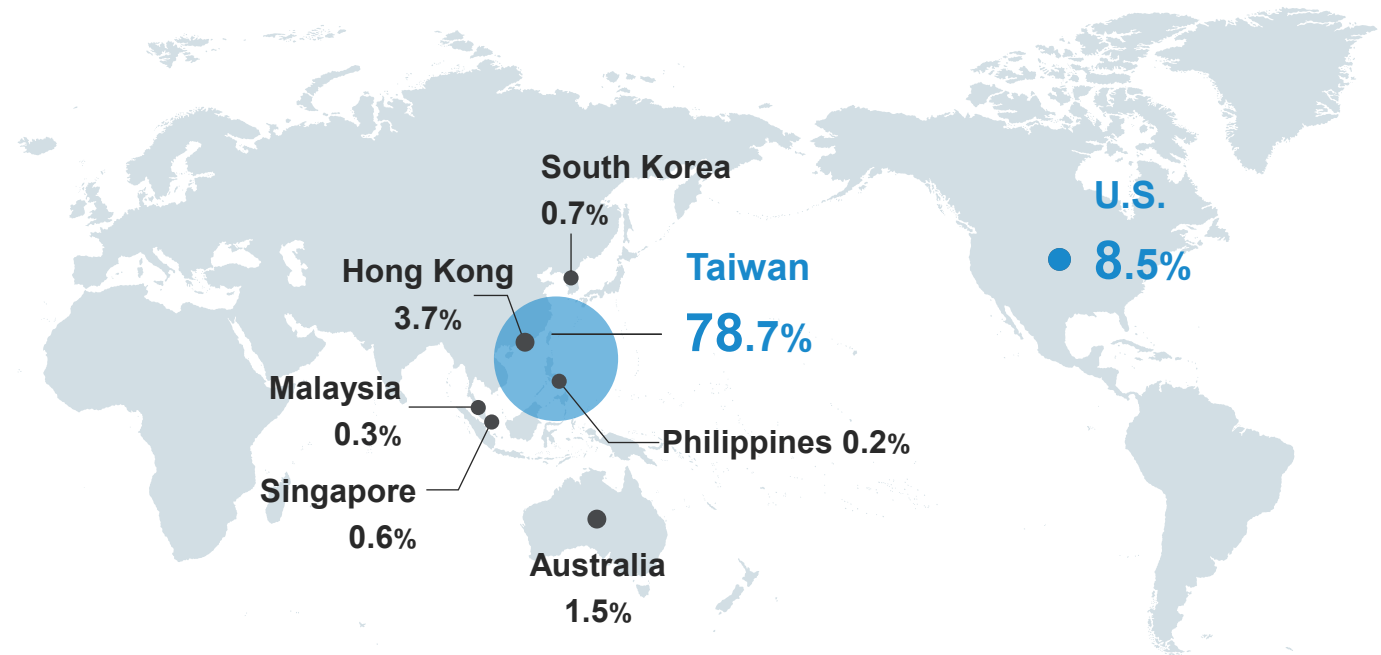 South Korea
0.7%
U.S.
8.5%
Hong Kong
3.7%
Taiwan
78.7%
Malaysia
0.3%
Philippines 0.2%
Singapore
0.6%
Australia
1.5%